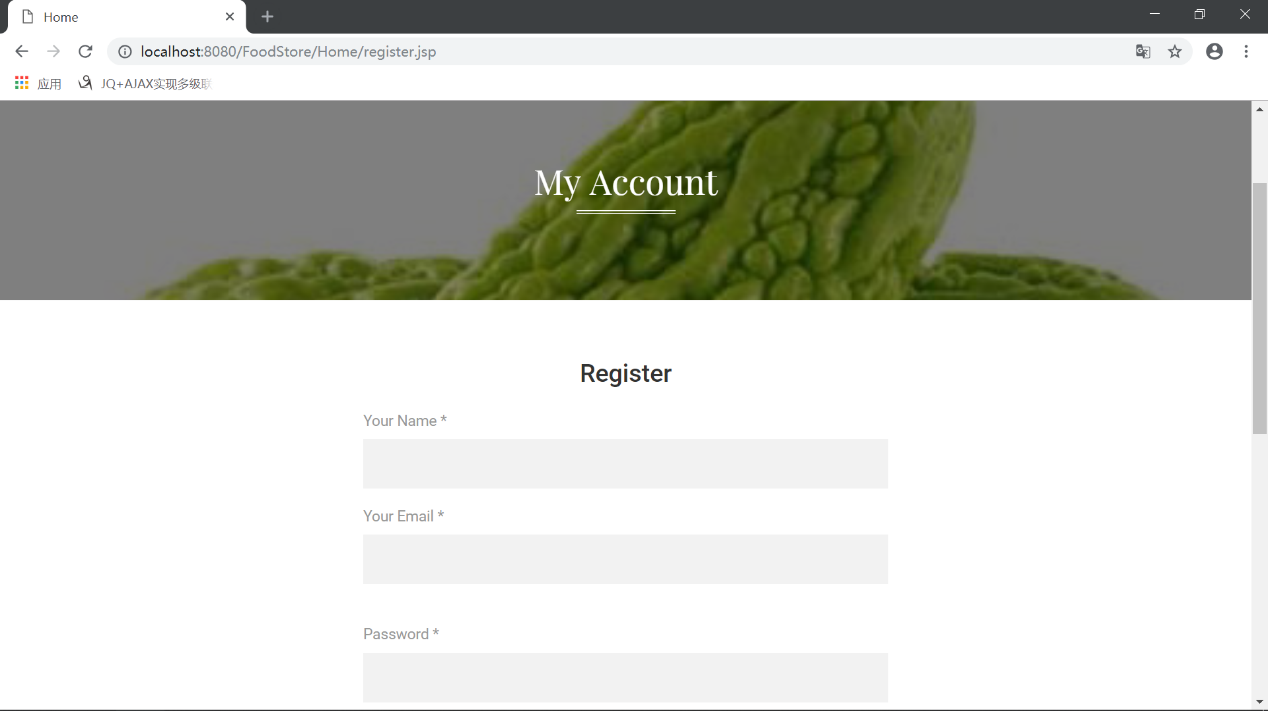 Home
localhost:8080/FoodStore/Home/register.jsp
应用 JQ+AJAX实现多级联
My Account
Register
Your Name *
Your Email *
Password *